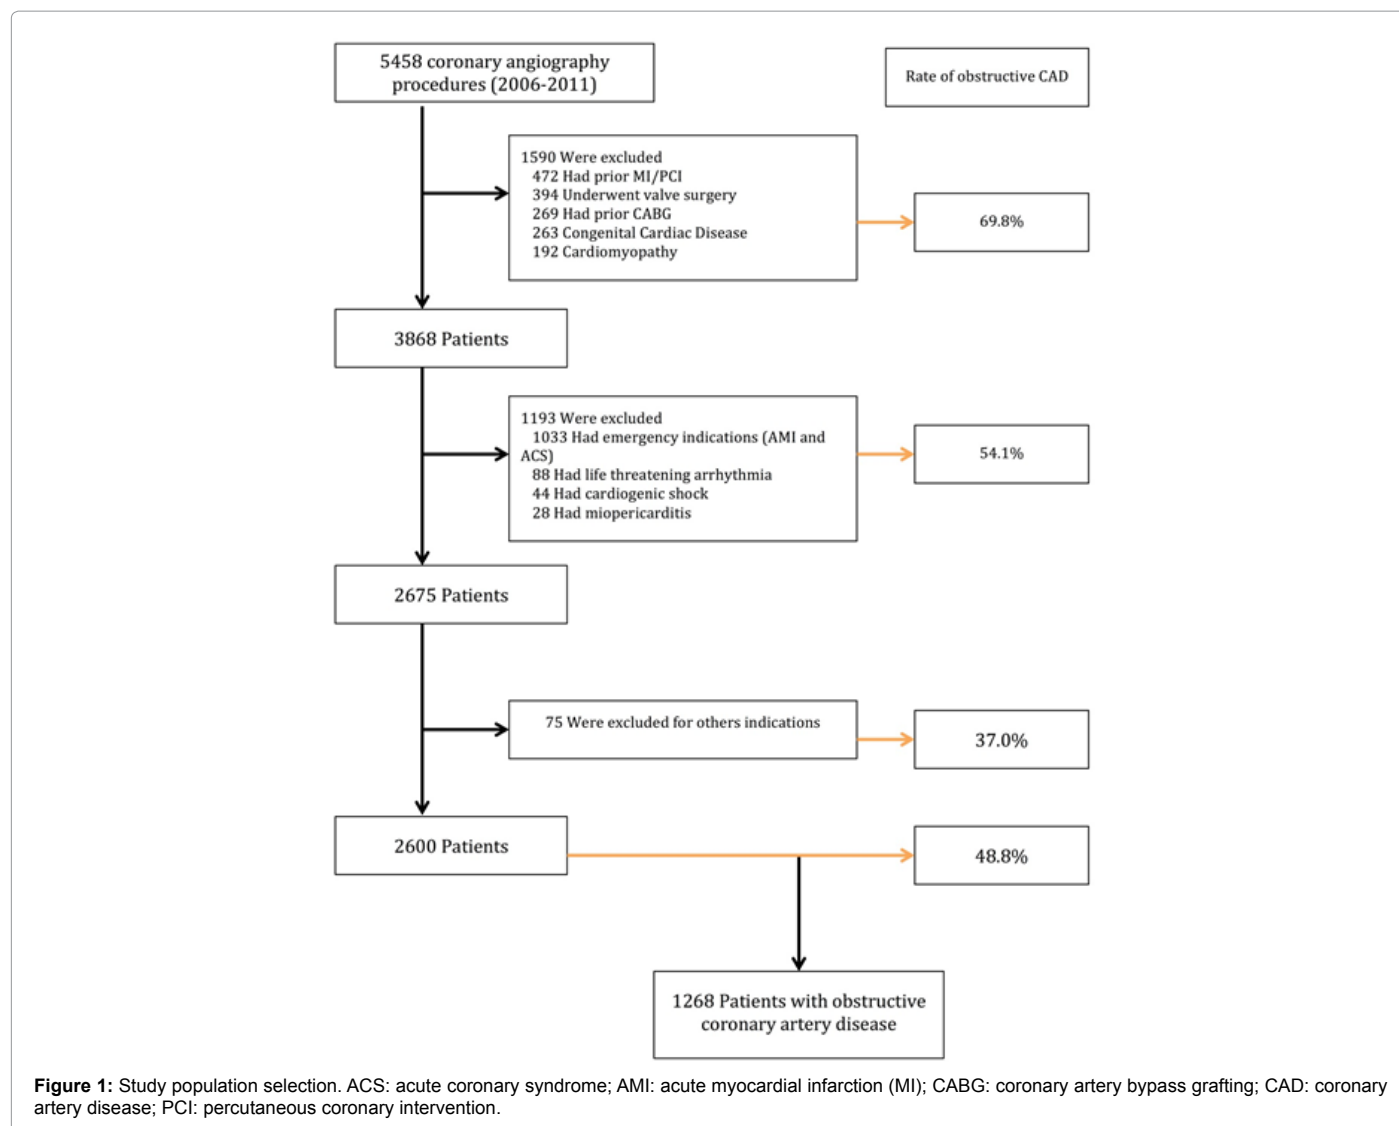 5458 coronary angiography
procedures (2006-2011)
Rate of obstructive CAD
1590 Were excluded
472 Had prior MI/PCI
394 Underwent valve surgery
269 Had prior CABG
263 Congenital Cardiac Disease
192 Cardiomyopathy
69.8%
3868 Patients
1193 Were excluded
1033 Had emergency indications (AMI and
ACS)
88 Had life threatening arrhythmia
44 Had cardiogenic shock
28 Had miopericarditis
54.1%
2675 Patients
75 Were excluded for others indications
37.0%
2600 Patients
48.8%
1268 Patients with obstructive
coronary artery disease
Figure 1: Study population selection. ACS: acute coronary syndrome; AMI: acute myocardial infarction (MI); CABG: coronary artery bypass grafting; CAD: coronary
artery disease; PCI: percutaneous coronary intervention.